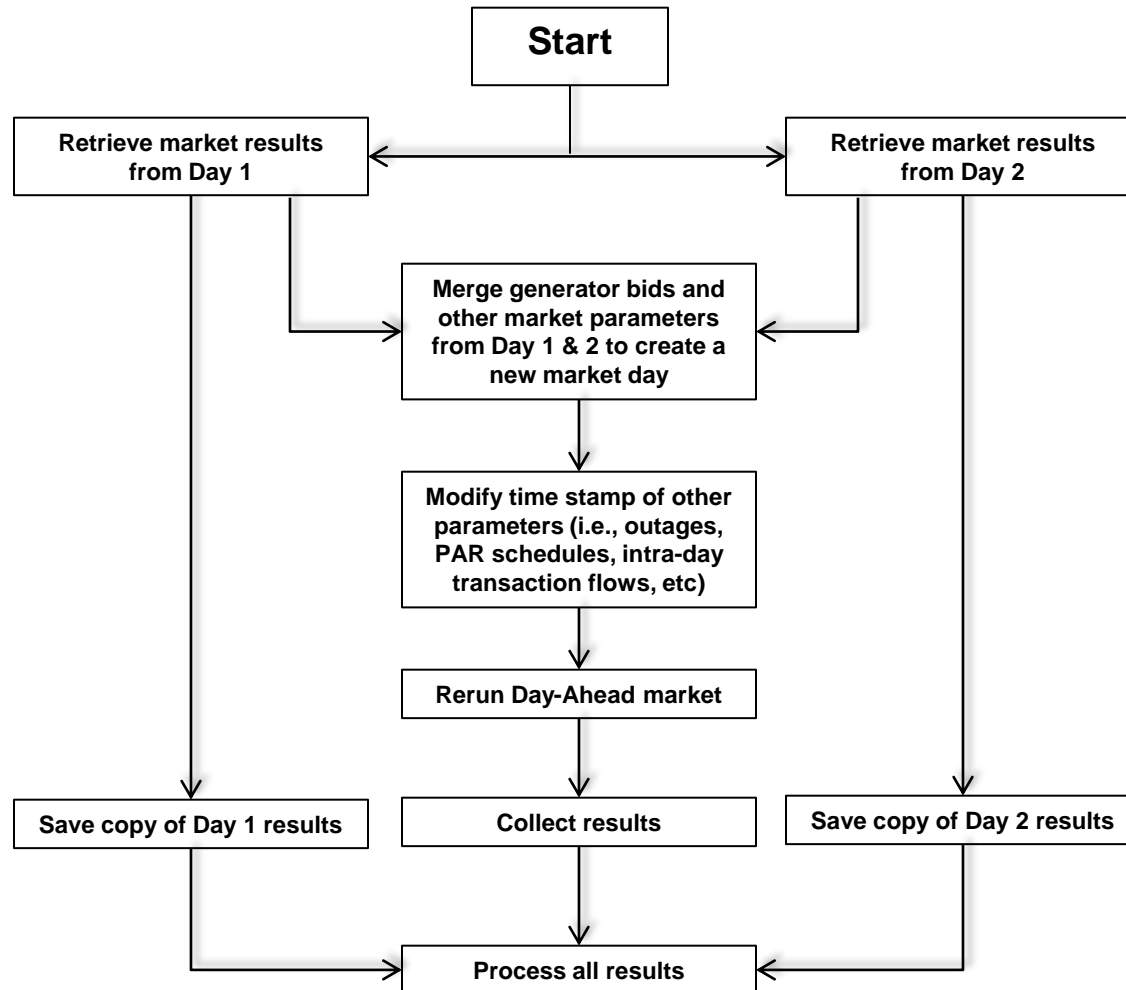 Start
Retrieve market results
from Day 1
Retrieve market results
from Day 2
Merge generator bids and
other market parameters
from Day 1 & 2 to create a
new market day
Modify time stamp of other
parameters (i.e., outages,
PAR schedules, intra-day
transaction flows, etc)
Rerun Day-Ahead market
Save copy of Day 1 results
Collect results
Save copy of Day 2 results
Process all results